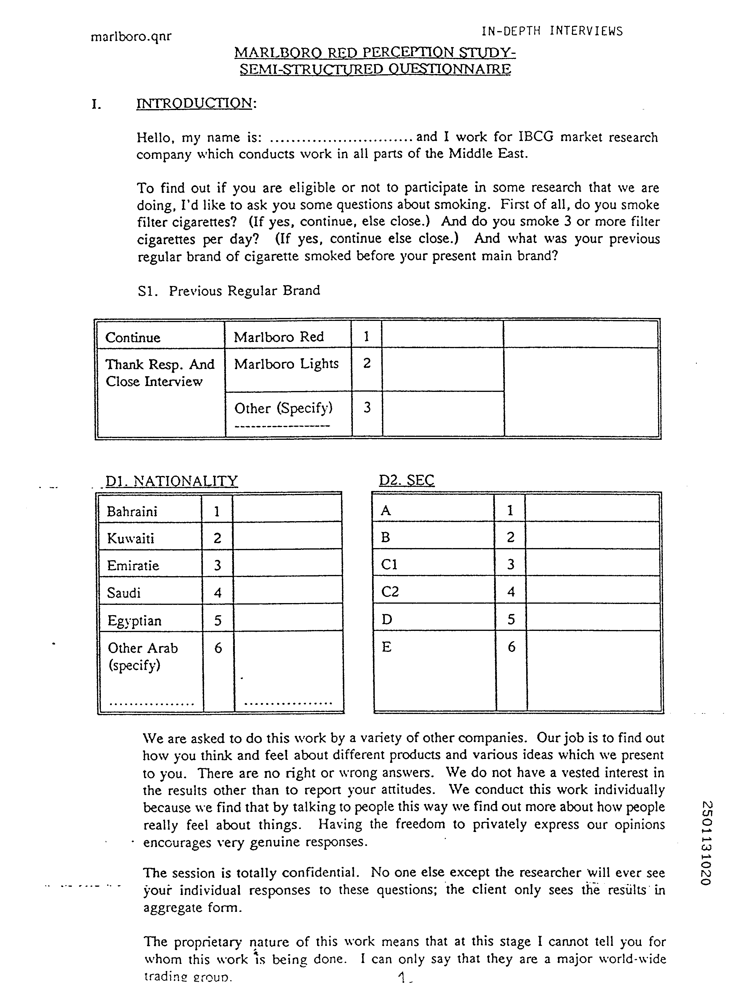 marlboro.qnr
IN-DEPTH INTERVIEWS
MARLBORO RED PERCEPTION STUDY-
SEMI-STRUCTURED QUESTIONNAIRE
I. INTRODUCTION:
Hello, my name is: ........................... and I work for IBCG market research
company which conducts work in all parts of the Middle East.
To find out if you are eligible or not to participate in some research that we are
doing, I'd like to ask you some questions about smoking. First of all, do you smoke
filter cigarettes? (If yes, continue, else close.) And do you smoke 3 or more filter
cigarettes per day? (If yes, continue else close.) And what was your previous
regular brand of cigarette smoked before your present main brand?
S1. Previous Regular Brand
Continue Marlboro Red 1
Thank Resp. And Marlboro Lights 2
Close Interview
Other (Specify) 3
------------------
D1. NATIONALITY
Bahraini 1
Kuwaiti 2
Emiratie 3
Saudi 4
Egyptian 5
Other Arab 6
(specify)
................. .................
D2. SEC
A 1
B 2
C1 3
C2 4
D 5
E 6
We are asked to do this work by a variety of other companies. Our job is to find out
how you think and feel about different products and various ideas which we present
to you. There are no right or wrong answers. We do not have a vested interest in
the results other than to report your attitudes. We conduct this work individually
because we find that by talking to people this way we find out more about how people
really feel about things. Having the freedom to privately express our opinions
encourages very genuine responses.
The session is totally confidential. No one else except the researcher will ever see
your individual responses to these questions; the client only sees the results in
aggregate form.
The proprietary nature of this work means that at this stage I cannot tell you for
whom this work is being done. I can only say that they are a major world-wide
trading group.
1.
2501131020